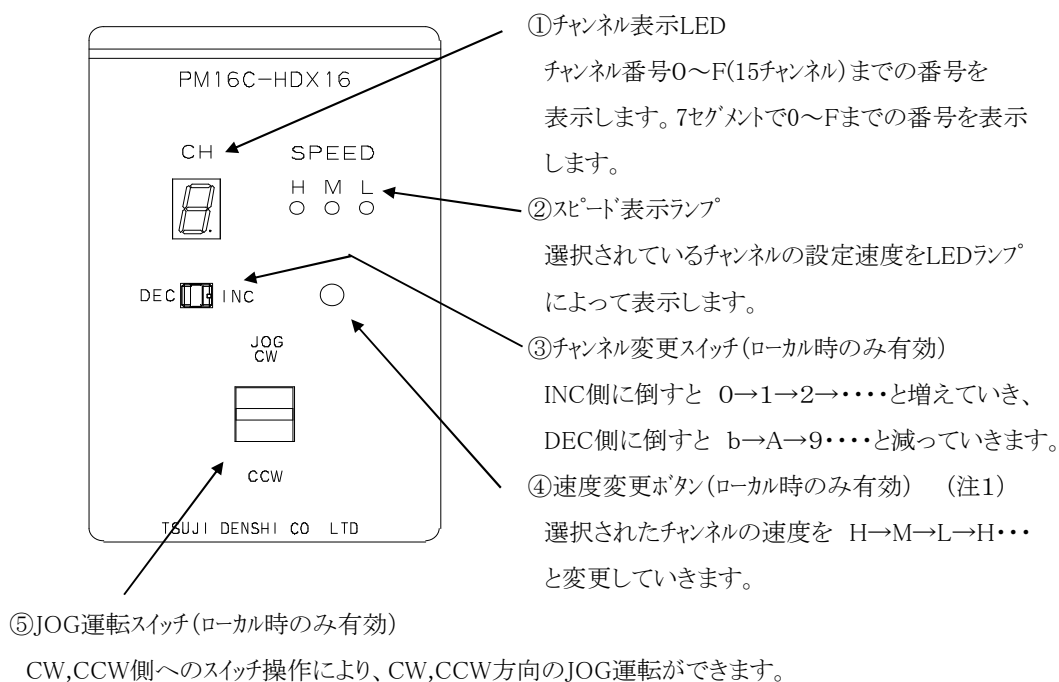 PM16C-HDX16
CH
SPEED
H M L
DEC
INC
JOG
CW
CCW
TSUJI DENSHI CO LTD
①チャンネル表示LED
チャンネル番号0～F(15チャンネル)までの番号を
表示します。7セグメントで0～Fまでの番号を表示
します。
②スピード表示ランプ
選択されているチャンネルの設定速度をLEDランプ
によって表示します。
③チャンネル変更スイッチ(ローカル時のみ有効)
INC側に倒すと 0→1→2→････と増えていき、
DEC側に倒すと b→A→9････と減っていきます。
④速度変更ボタン(ローカル時のみ有効) (注1)
選択されたチャンネルの速度を H→M→L→H･･･
と変更していきます。
⑤JOG運転スイッチ(ローカル時のみ有効)
CW,CCW側へのスイッチ操作により、CW,CCW方向のJOG運転ができます。